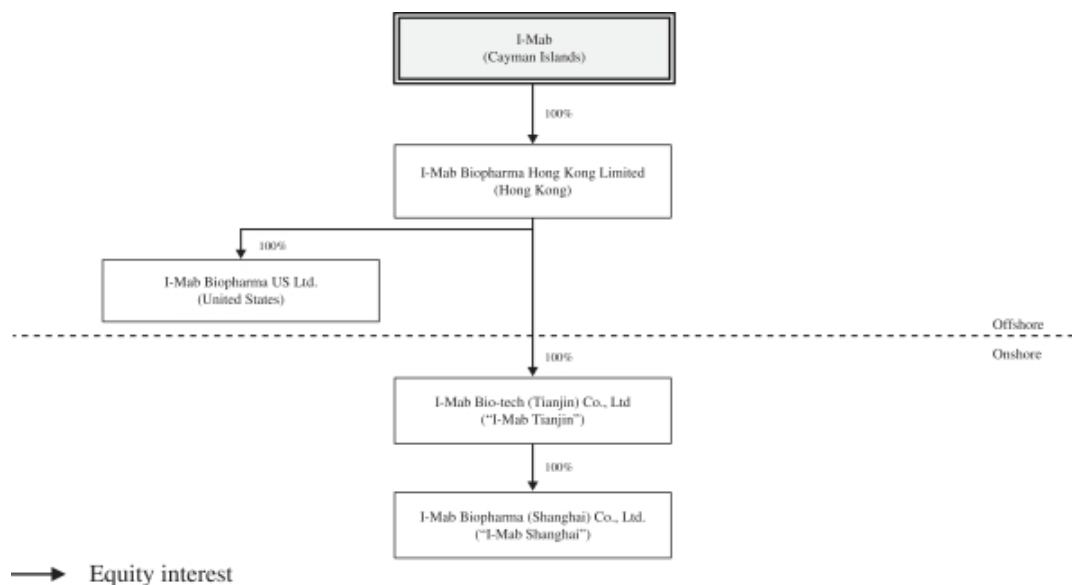 I-Mab
(Cayman Islands)
100%
I-Mab Biopharma Hong Kong Limited
(Hong Kong)
100%
I-Mab Biopharma US Ltd.
(United States)
Offshore
Onshore
100%
I-Mab Bio-tech (Tianjin) Co., Ltd
(“I-Mab Tianjin”)
100%
I-Mab Biopharma (Shanghai) Co., Ltd.
(“I-Mab Shanghai”)
Equity interest